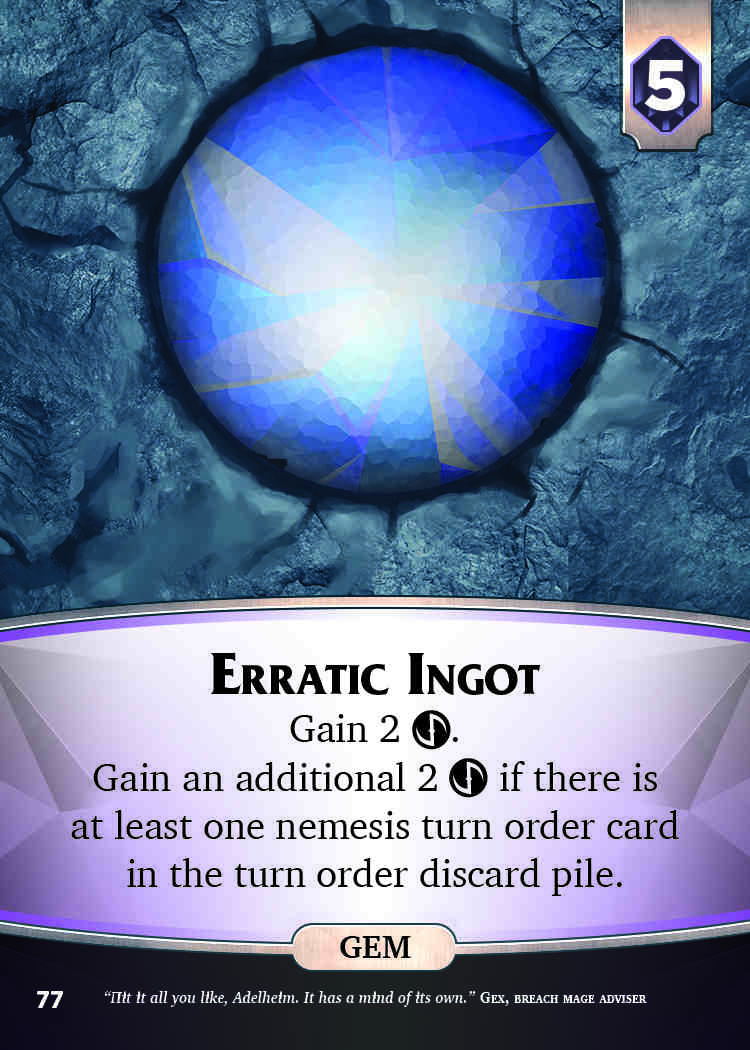 5
Erratic Ingot
Gain 2 .
Gain an additional 2 if there is
at least one nemesis turn order card
in the turn order discard pile.
GEM
77 “Hit it all you like, Adelheim. It has a mind of its own.” Gex, breach mage adviser